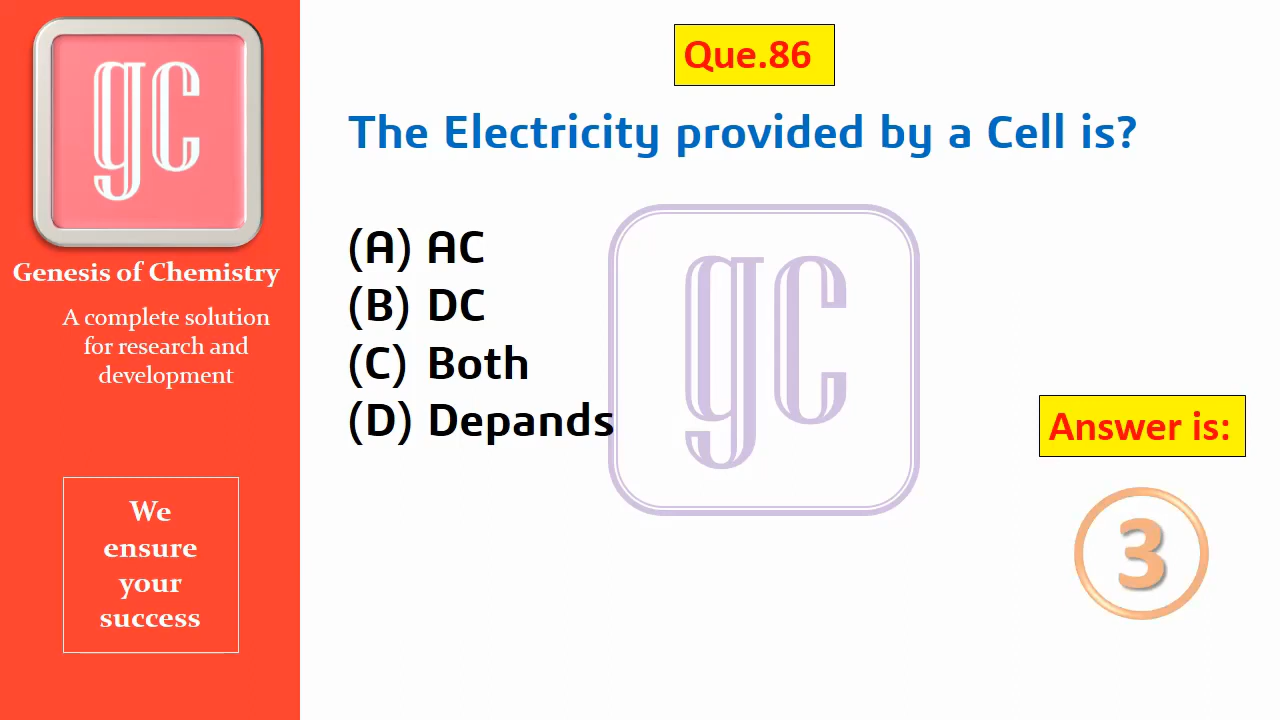 gc
Genesis of Chemistry
A complete solution
for research and
development
We
ensure
your
success
Que.86
The Electricity provided by a Cell is?
(A) AC
(B) DC
(C) Both
(D) Depands
gc
Answer is:
3